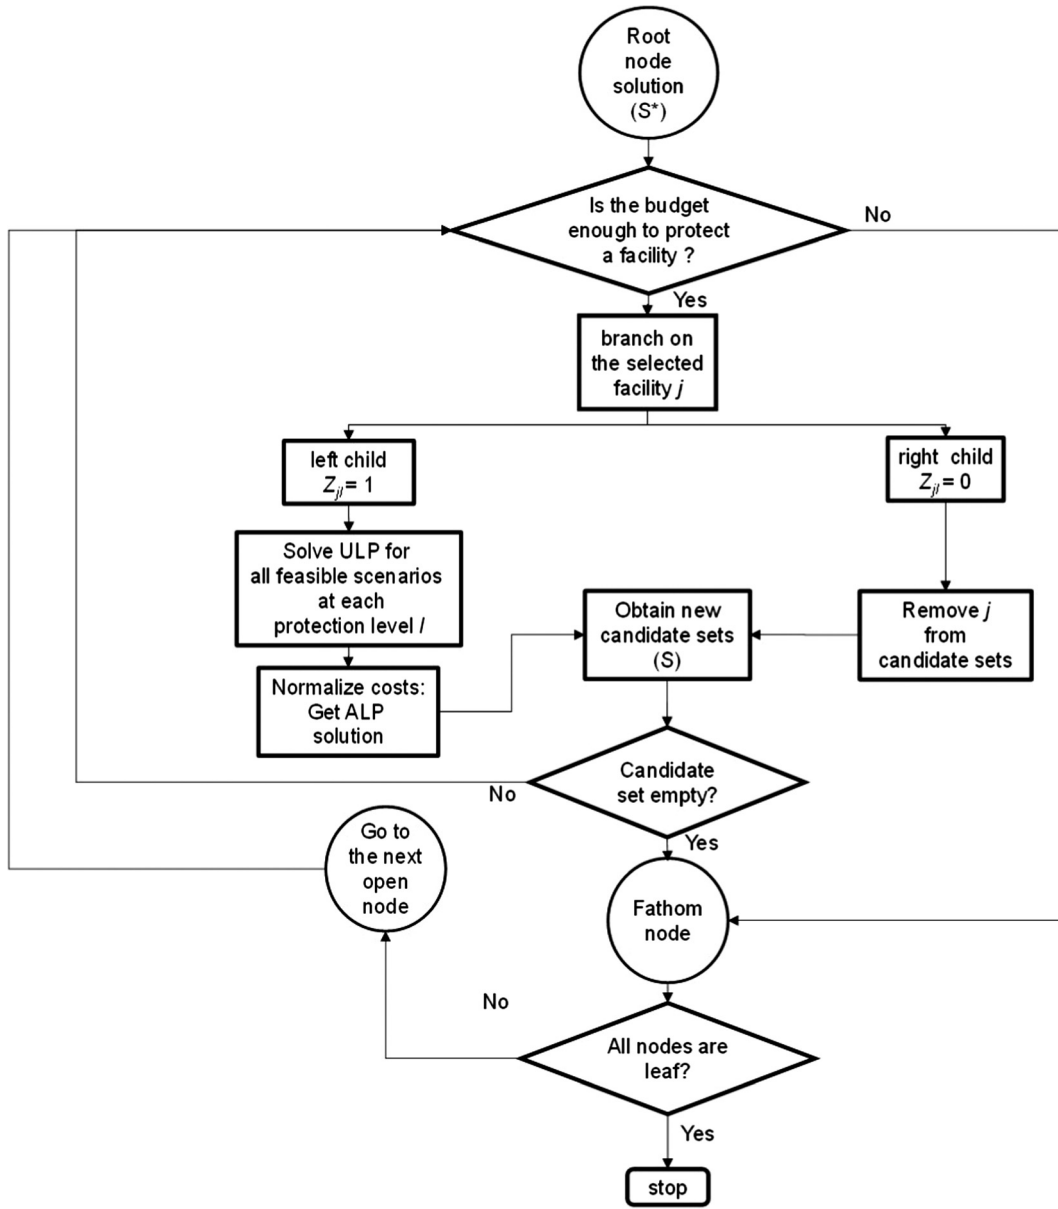 Root
node
solution
(S*)
Is the budget
enough to protect
a facility ?
No
Yes
branch on
the selected
facility j
left child
Zjl = 1
right child
Zjl = 0
Solve ULP for
all feasible scenarios
at each
protection level l
Obtain new
candidate sets
(S)
Remove j
from
candidate sets
Normalize costs:
Get ALP
solution
Candidate
set empty?
No
Yes
Go to
the next
open
node
Fathom
node
No
All nodes are
leaf?
Yes
stop